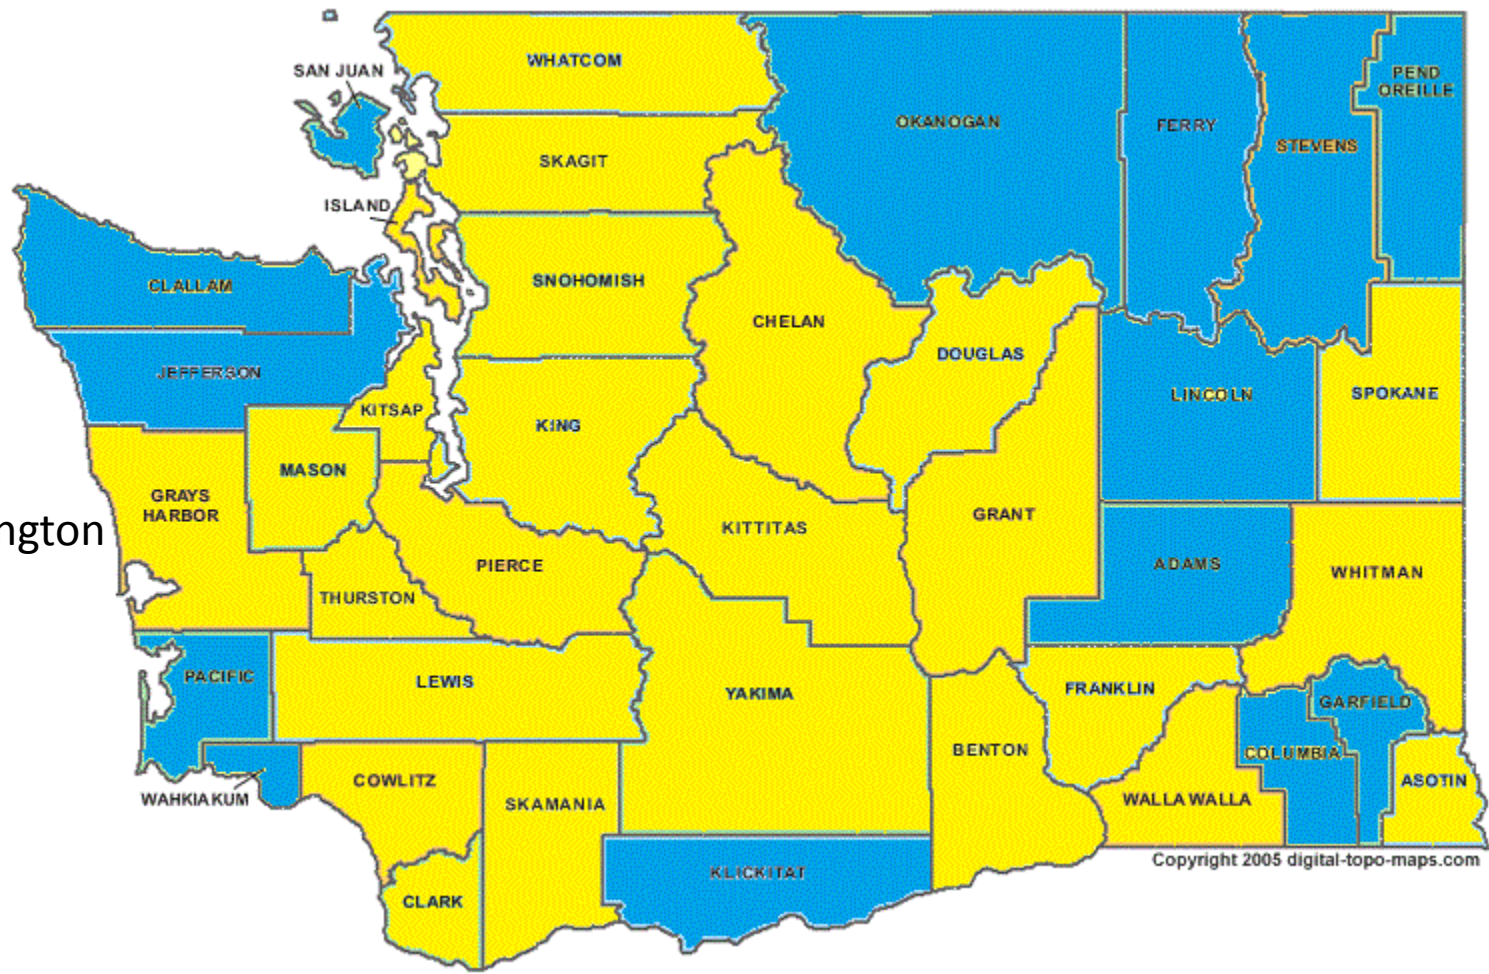 WHATCOM
SAN JUAN
PEND
OREILLE
OKANOGAN
FERRY
STEVENS
SKAGIT
ISLAND
CLALLAM
SNOHOMISH
CHELAN
DOUGLAS
JEFFERSON
LINCOLN
SPOKANE
KITSAP
KING
MASON
GRAYS
HARBOR
GRANT
KITTITAS
ngton
PIERCE
ADAMS
WHITMAN
THURSTON
PACIFIC
LEWIS
YAKIMA
FRANKLIN
GARFIELD
BENTON
COLUMBIA
COWLITZ
ASOTIN
WAHKIAKUM
SKAMANIA
WALLA WALLA
Copyright 2005 digital-topo-maps.com
KLICKITAT
CLARK